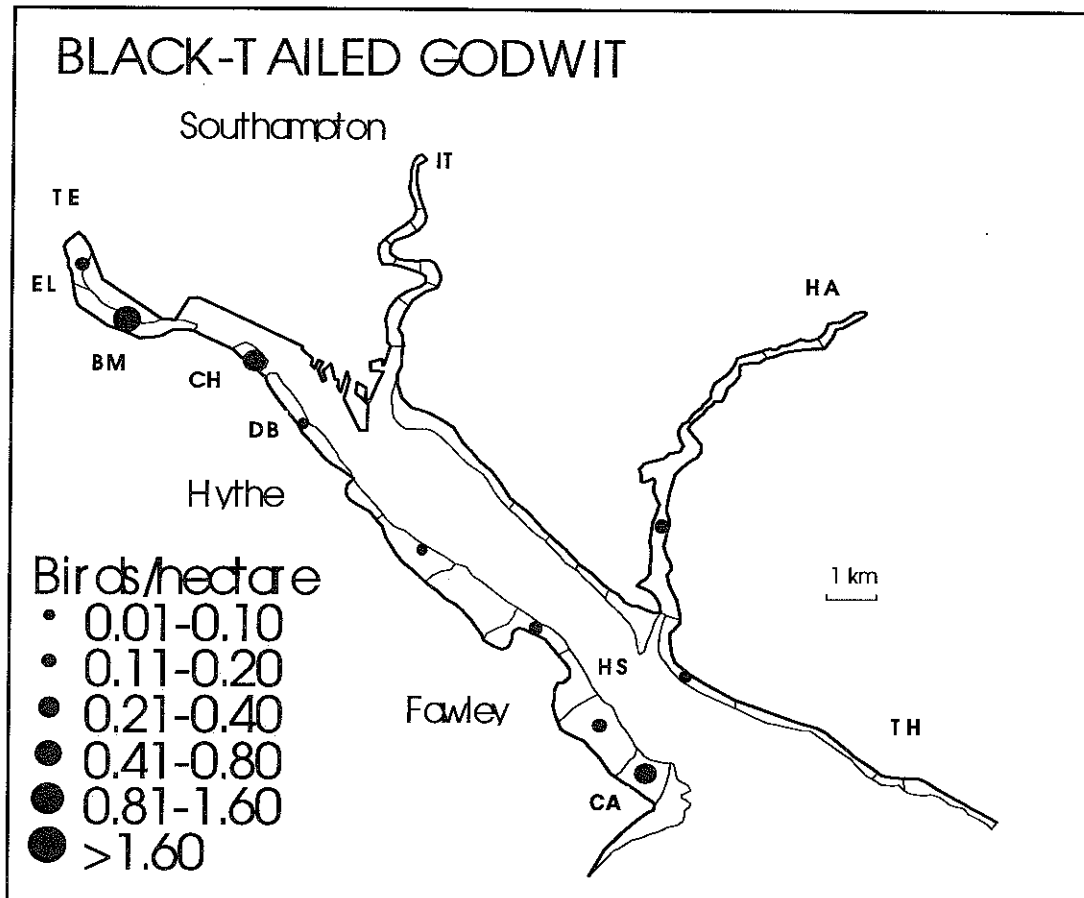 BLACK-TAILED GODWIT
Southampton
IT
TE
EL
HA
BM
CH
DB
Hythe
Birds/hectare
1 km
0.01-0.10
0.11-0.20
HS
0.21-0.40
Fawley
TH
0.41-0.80
CA
0.81-1.60
>1.60